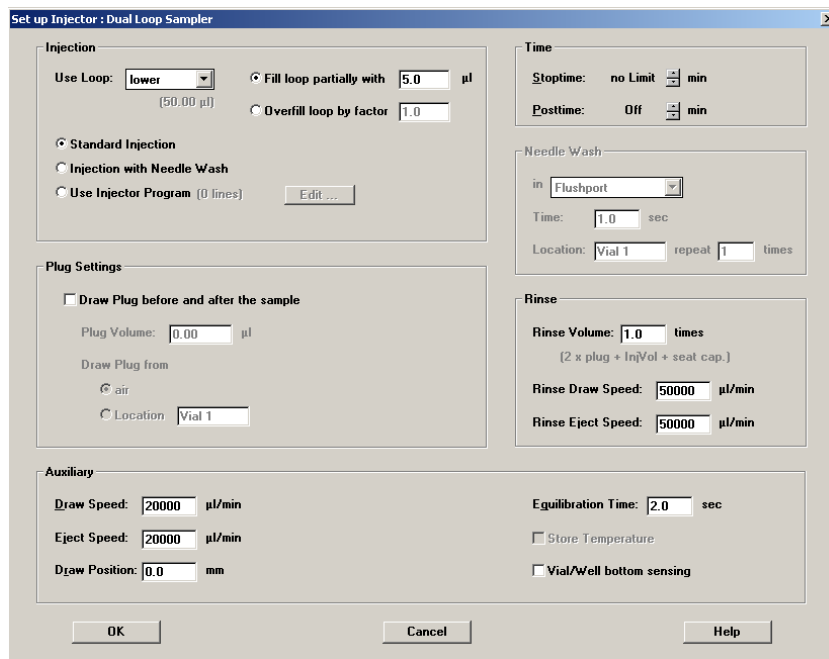 Set up Injector : Dual Loop Sampler
Injection
Use Loop: lower
(50.00 µl)
Fill loop partially with 5.0 µl
Overfill loop by factor 1.0
Standard Injection
Injection with Needle Wash
Use Injector Program (0 lines) Edit ...
Time
Stoptime: no Limit min
Posttime: Off min
Needle Wash
in Flushport
Time: 1.0 sec
Location: Vial 1 repeat 1 times
Plug Settings
Draw Plug before and after the sample
Plug Volume: 0.00 µl
Draw Plug from
air
Location Vial 1
Rinse
Rinse Volume: 1.0 times
(2 x plug + InjVol + seat cap.)
Rinse Draw Speed: 50000 µl/min
Rinse Eject Speed: 50000 µl/min
Auxiliary
Draw Speed: 20000 µl/min
Eject Speed: 20000 µl/min
Draw Position: 0.0 mm
Equilibration Time: 2.0 sec
Store Temperature
Vial/Well bottom sensing
OK Cancel Help